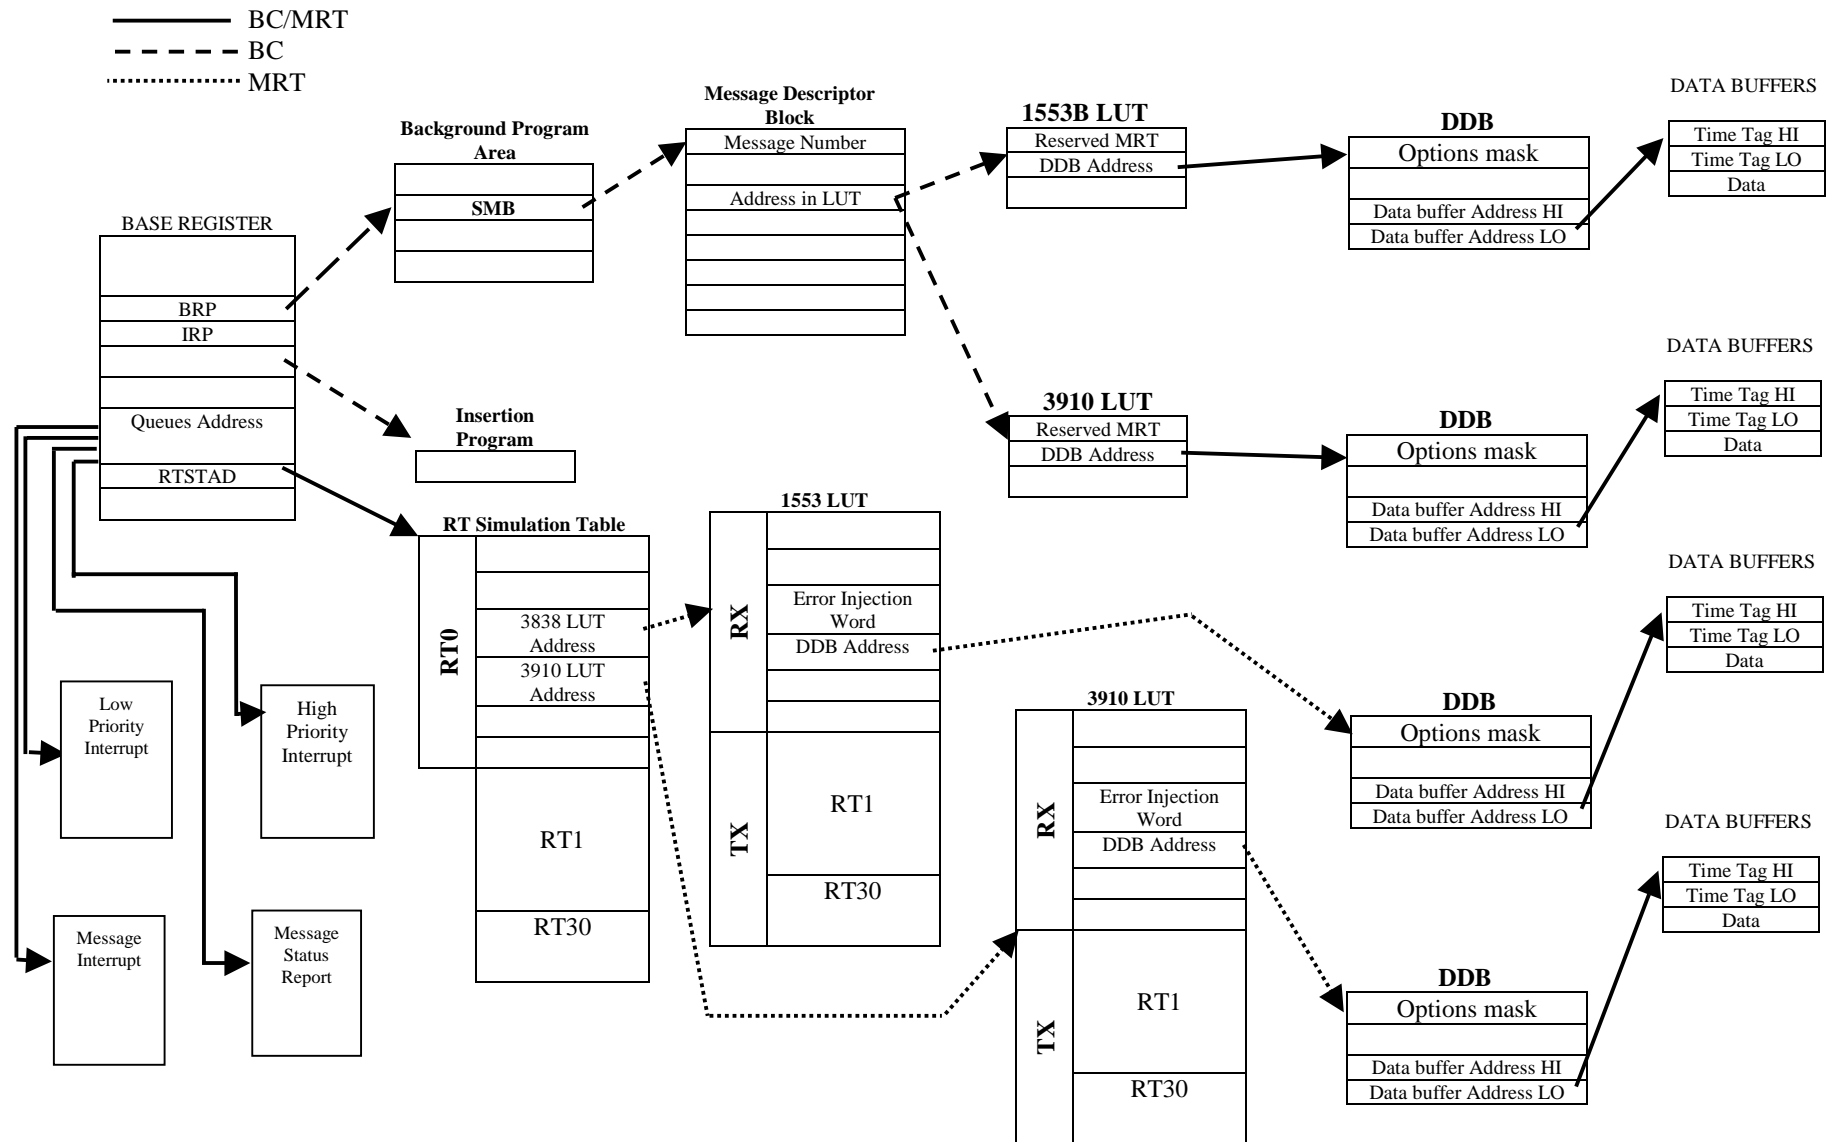 BC/MRT
BC
MRT
BASE REGISTER
BRP
IRP
Queues Address
RTSTAD
Background Program
Area
SMB
Message Descriptor
Block
Message Number
Address in LUT
1553B LUT
Reserved MRT
DDB Address
DDB
Options mask
Data buffer Address HI
Data buffer Address LO
DATA BUFFERS
Time Tag HI
Time Tag LO
Data
Insertion
Program
3910 LUT
Reserved MRT
DDB Address
DDB
Options mask
Data buffer Address HI
Data buffer Address LO
DATA BUFFERS
Time Tag HI
Time Tag LO
Data
RT Simulation Table
RT0
3838 LUT
Address
3910 LUT
Address
RT1
RT30
1553 LUT
RX
Error Injection
Word
DDB Address
TX
RT1
RT30
DDB
Options mask
Data buffer Address HI
Data buffer Address LO
DATA BUFFERS
Time Tag HI
Time Tag LO
Data
3910 LUT
RX
Error Injection
Word
DDB Address
TX
RT1
RT30
DDB
Options mask
Data buffer Address HI
Data buffer Address LO
DATA BUFFERS
Time Tag HI
Time Tag LO
Data
Low
Priority
Interrupt
High
Priority
Interrupt
Message
Interrupt
Message
Status
Report